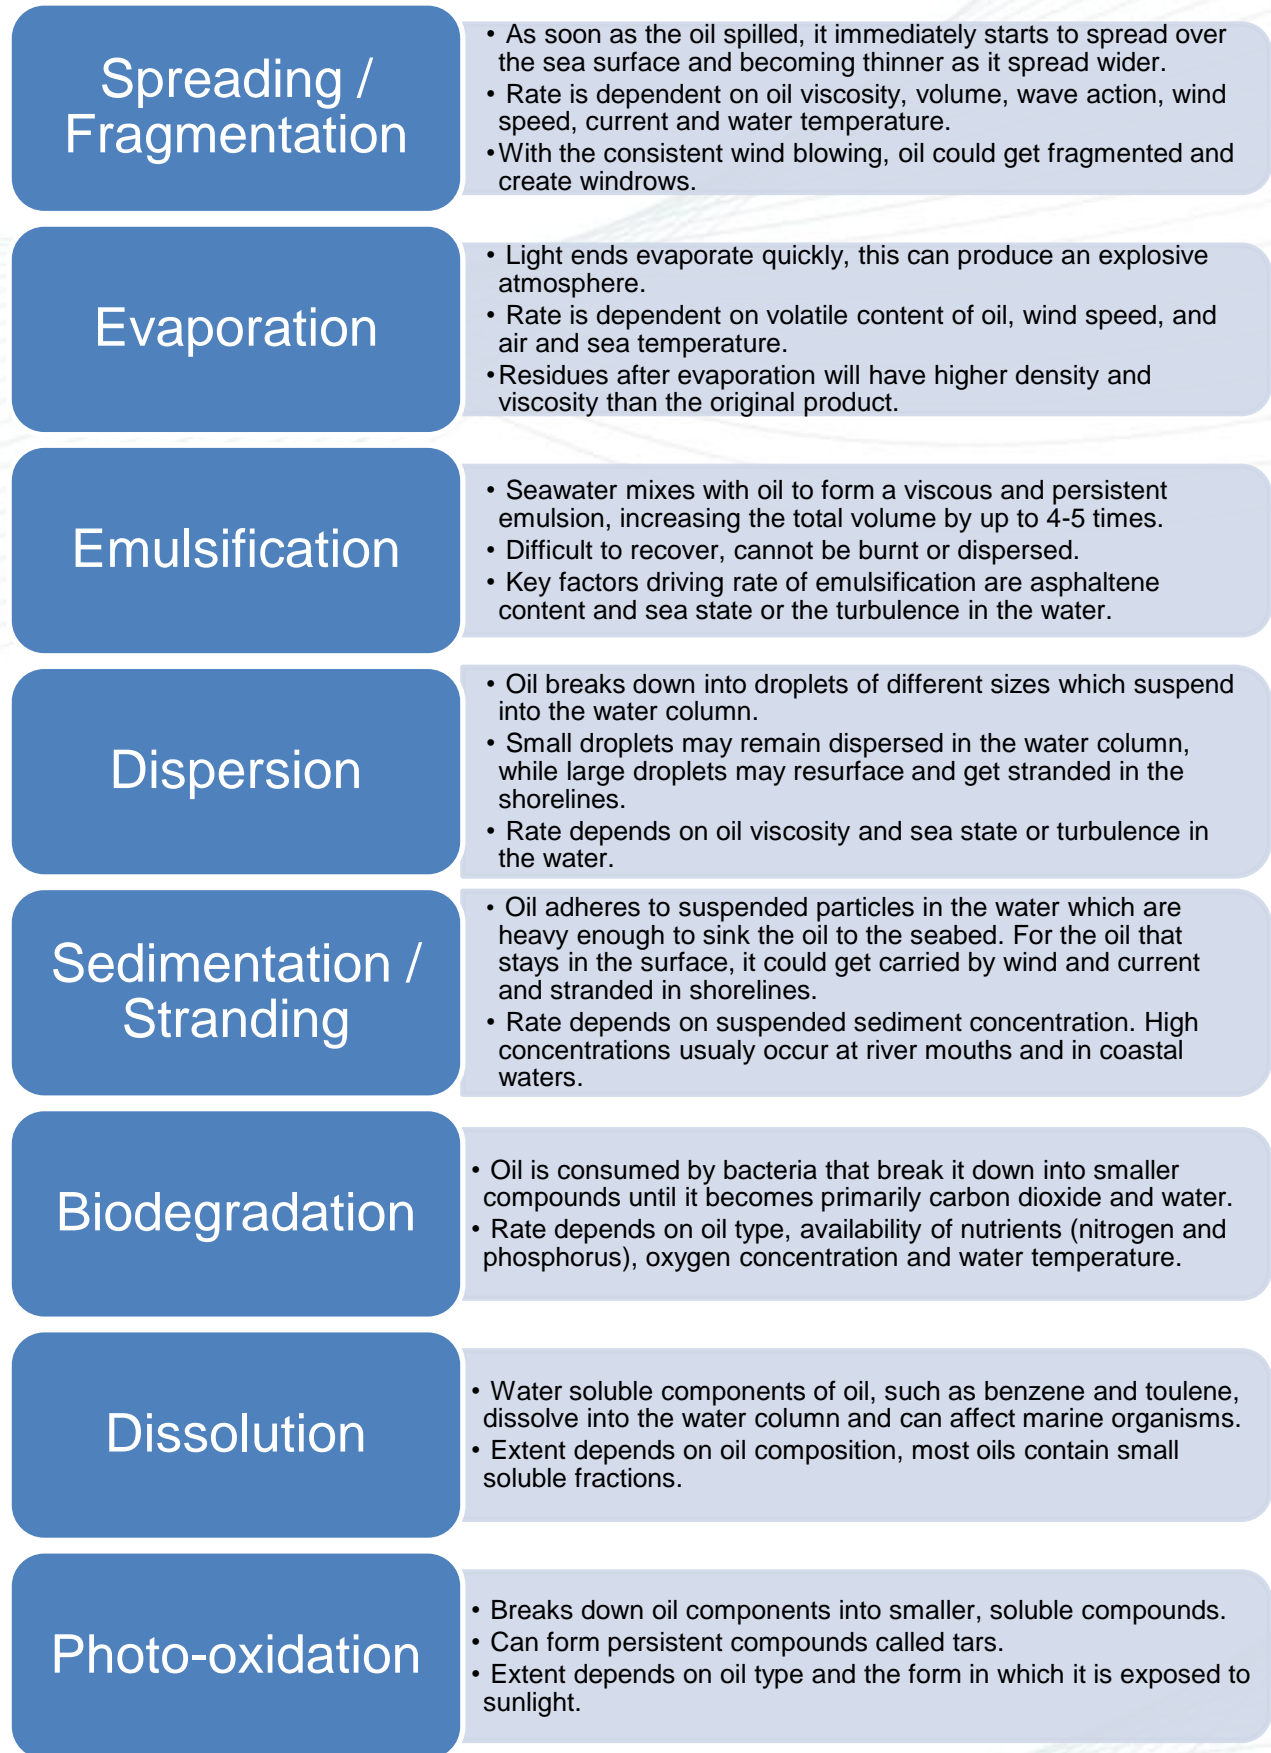 Spreading /
Fragmentation
• As soon as the oil spilled, it immediately starts to spread over
the sea surface and becoming thinner as it spread wider.
• Rate is dependent on oil viscosity, volume, wave action, wind
speed, current and water temperature.
•With the consistent wind blowing, oil could get fragmented and
create windrows.
Evaporation
• Light ends evaporate quickly, this can produce an explosive
atmosphere.
• Rate is dependent on volatile content of oil, wind speed, and
air and sea temperature.
•Residues after evaporation will have higher density and
viscosity than the original product.
Emulsification
• Seawater mixes with oil to form a viscous and persistent
emulsion, increasing the total volume by up to 4-5 times.
• Difficult to recover, cannot be burnt or dispersed.
• Key factors driving rate of emulsification are asphaltene
content and sea state or the turbulence in the water.
Dispersion
• Oil breaks down into droplets of different sizes which suspend
into the water column.
• Small droplets may remain dispersed in the water column,
while large droplets may resurface and get stranded in the
shorelines.
• Rate depends on oil viscosity and sea state or turbulence in
the water.
Sedimentation /
Stranding
• Oil adheres to suspended particles in the water which are
heavy enough to sink the oil to the seabed. For the oil that
stays in the surface, it could get carried by wind and current
and stranded in shorelines.
• Rate depends on suspended sediment concentration. High
concentrations usualy occur at river mouths and in coastal
waters.
Biodegradation
• Oil is consumed by bacteria that break it down into smaller
compounds until it becomes primarily carbon dioxide and water.
• Rate depends on oil type, availability of nutrients (nitrogen and
phosphorus), oxygen concentration and water temperature.
Dissolution
• Water soluble components of oil, such as benzene and toulene,
dissolve into the water column and can affect marine organisms.
• Extent depends on oil composition, most oils contain small
soluble fractions.
Photo-oxidation
• Breaks down oil components into smaller, soluble compounds.
• Can form persistent compounds called tars.
• Extent depends on oil type and the form in which it is exposed to
sunlight.